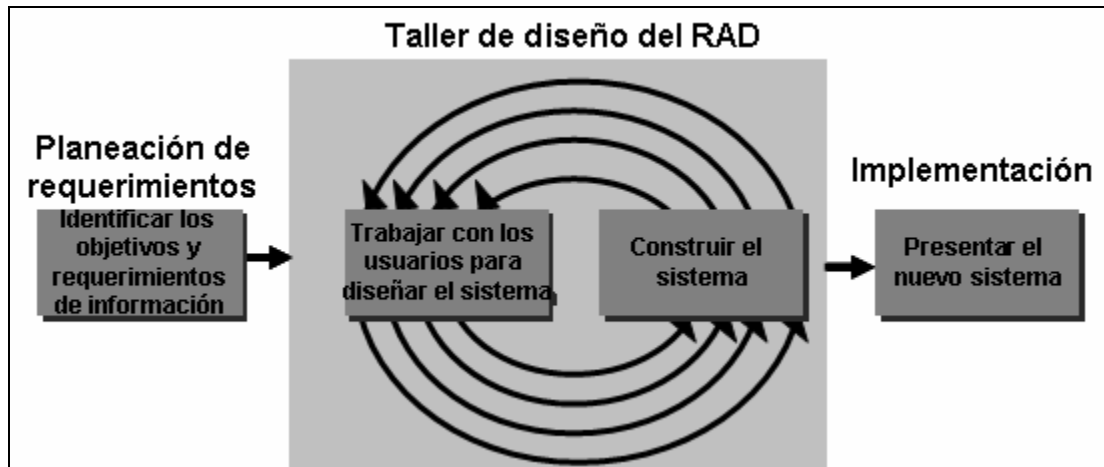 Taller de diseño del RAD
Planeación de
requerimientos
Identificar los
objetivos y
requerimientos
de información
Trabajar con los
usuarios para
diseñar el sistema
Construir el
sistema
Implementación
Presentar el
nuevo sistema